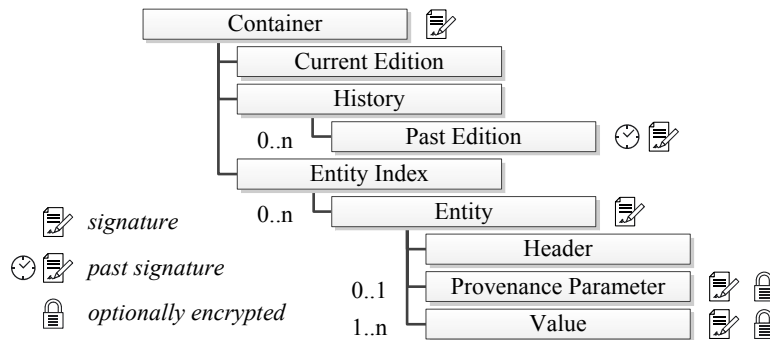 Container
Current Edition
History
0..n Past Edition
Entity Index
0..n Entity
signature
Header
past signature
0..1 Provenance Parameter
optionally encrypted
1..n Value